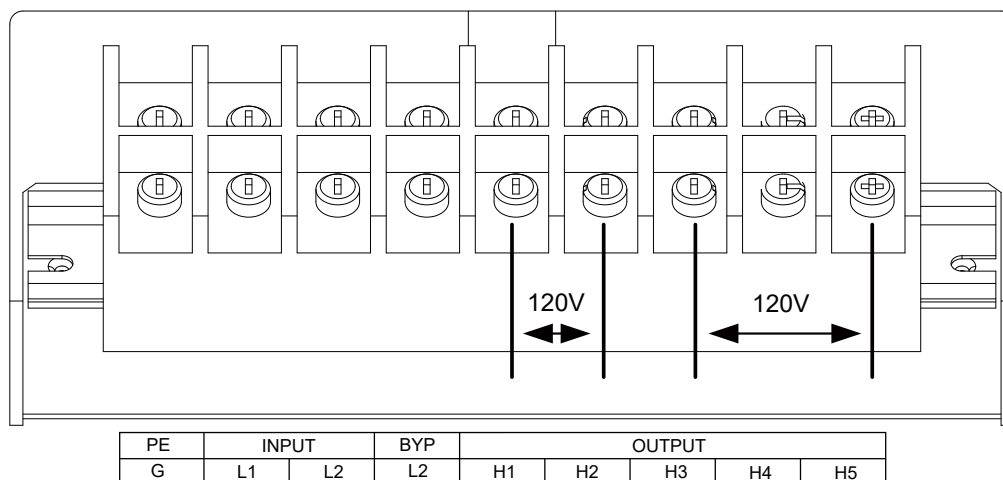 120V 120V
PE INPUT BYP OUTPUT
G L1 L2 L2 H1 H2 H3 H4 H5